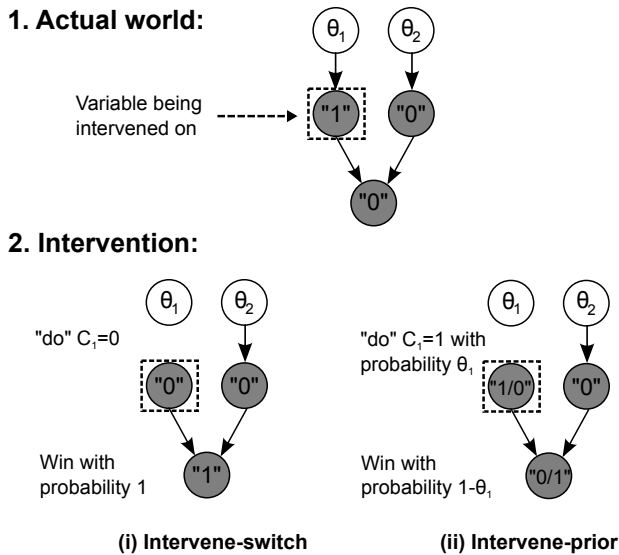 1. Actual world:
θ₁ θ₂
Variable being
intervened on
"1" "0"
"0"
2. Intervention:
θ₁ θ₂
"do" C₁=0
"0" "0"
Win with
probability 1
"1"
(i) Intervene-switch
θ₁ θ₂
"do" C₁=1 with
probability θ₁
"1/0" "0"
Win with
probability 1-θ₁
"0/1"
(ii) Intervene-prior